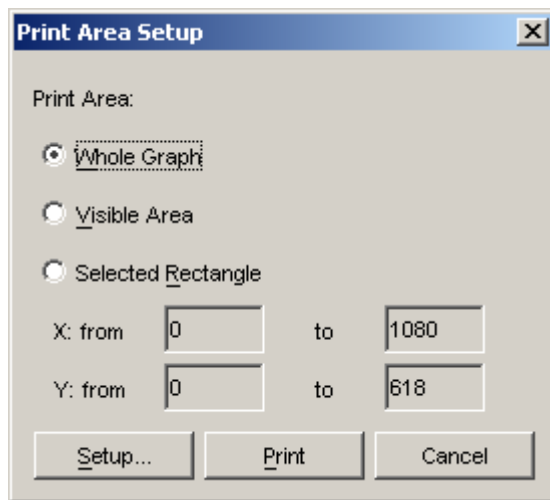 Print Area Setup
Print Area:
Whole Graph
Visible Area
Selected Rectangle
X: from 0 to 1080
Y: from 0 to 618
Setup... Print Cancel